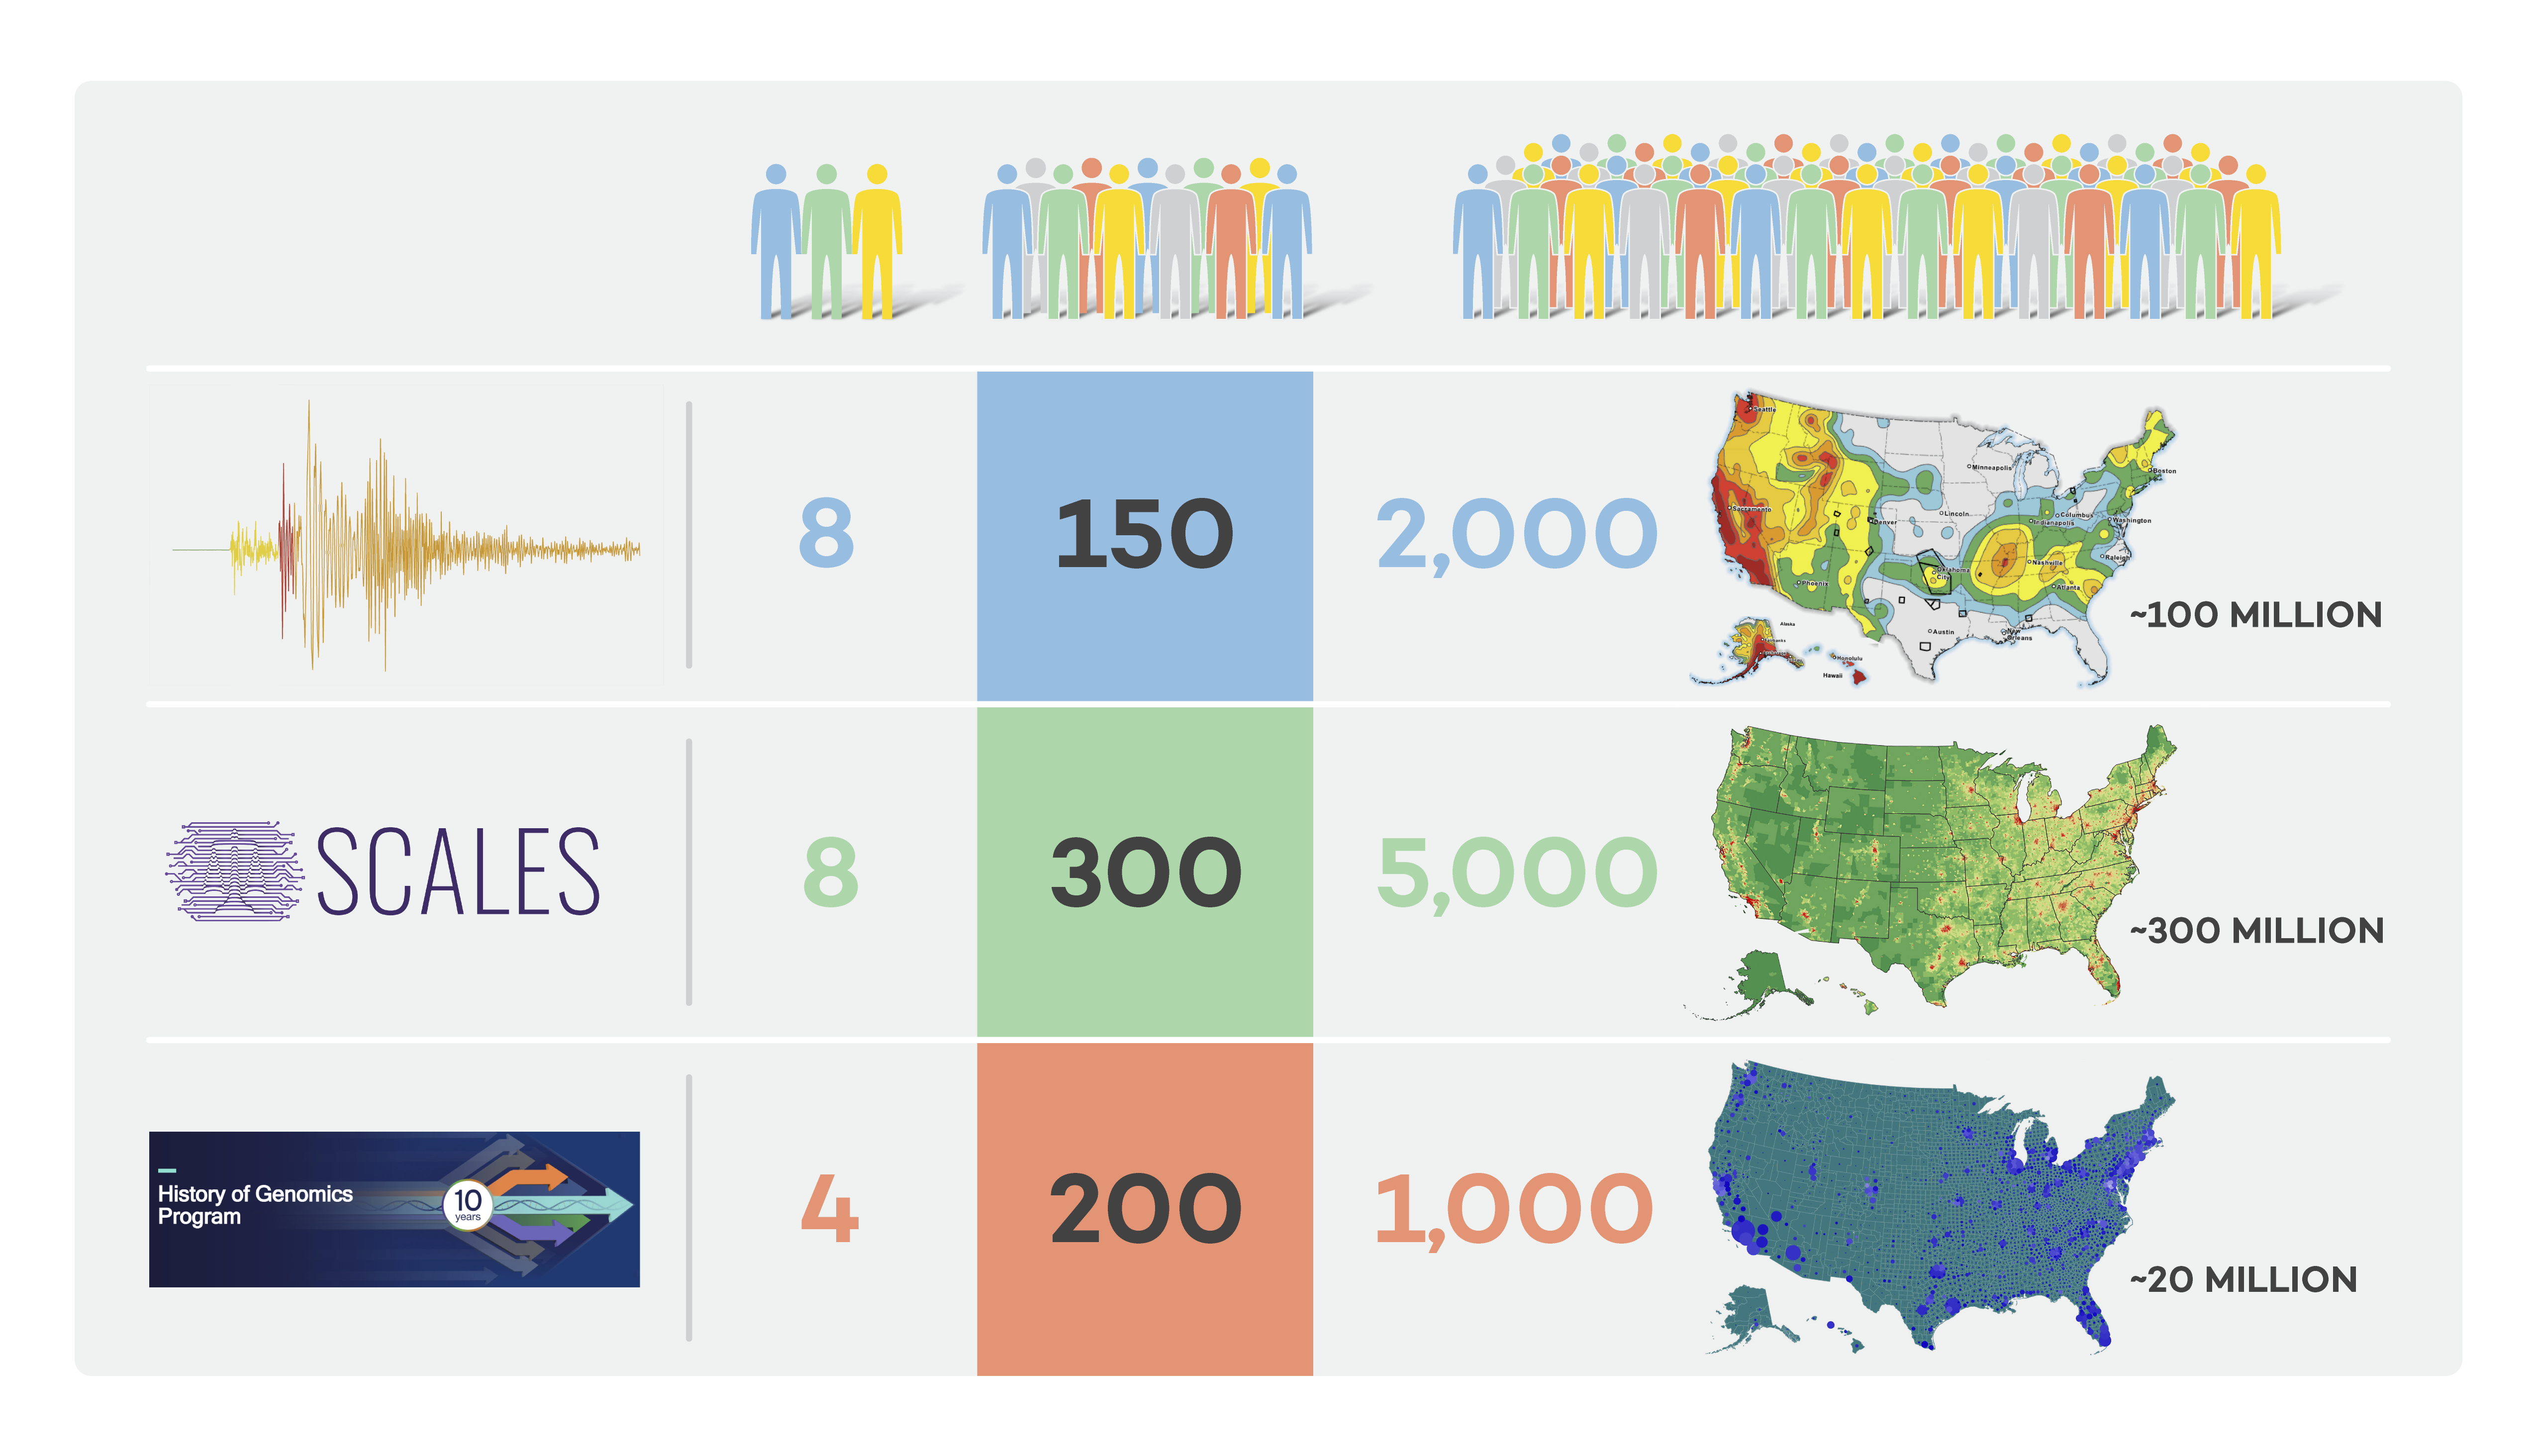 8
150
2,000
Seattle
Sacramento
Phoenix
Denver
Minneapolis
Lincoln
Oklahoma
City
Austin
New
Orleans
Indianapolis
Columbus
Nashville
Atlanta
Raleigh
Washington
Boston
Alaska
Honolulu
Hawaii
~100 MILLION
SCALES
8
300
5,000
~300 MILLION
History of Genomics
Program
10
years
4
200
1,000
~20 MILLION